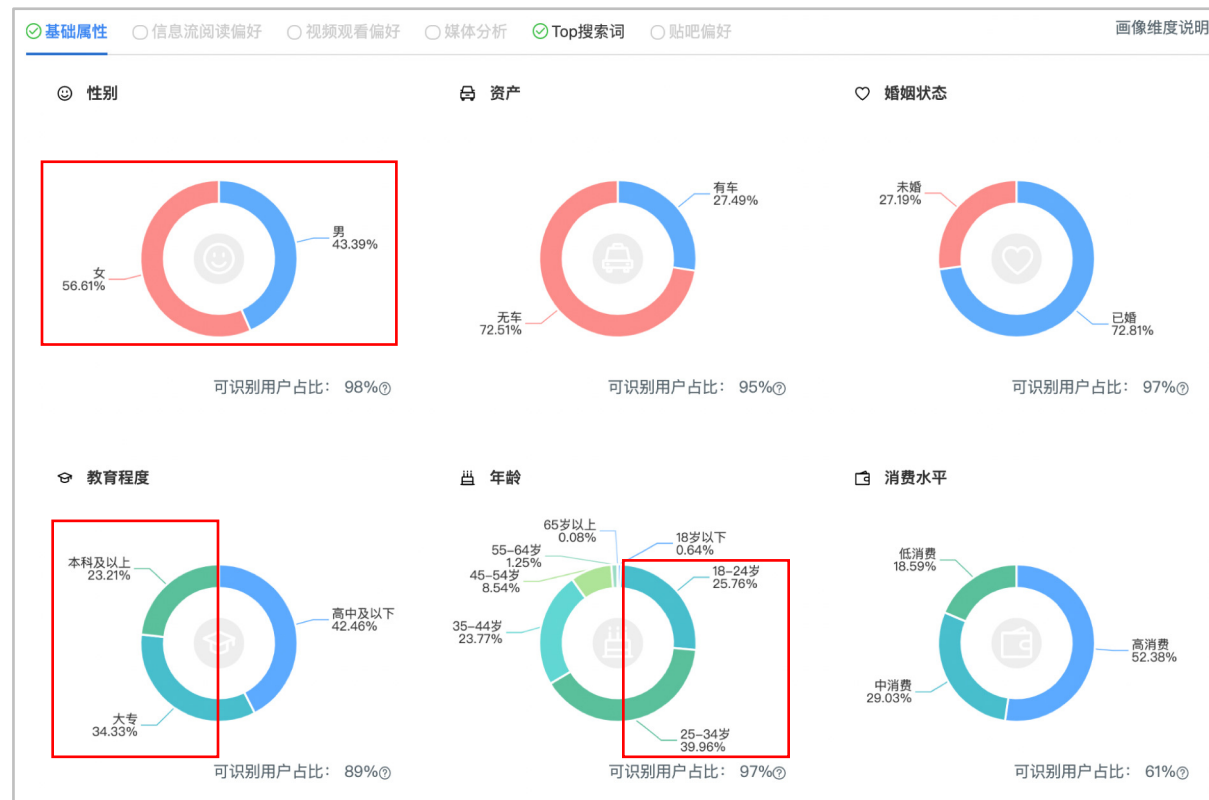 基础属性 信息流阅读偏好 视频观看偏好 媒体分析 Top搜索词 贴吧偏好 画像维度说明
性别
男
43.39%
女
56.61%
可识别用户占比： 98%
资产
有车
27.49%
无车
72.51%
可识别用户占比： 95%
婚姻状态
未婚
27.19%
已婚
72.81%
可识别用户占比： 97%
教育程度
本科及以上
23.21%
高中及以下
42.46%
大专
34.33%
可识别用户占比： 89%
年龄
65岁以上
0.08%
18岁以下
0.64%
55–64岁
1.25%
18–24岁
25.76%
45–54岁
8.54%
35–44岁
23.77%
25–34岁
39.96%
可识别用户占比： 97%
消费水平
低消费
18.59%
高消费
52.38%
中消费
29.03%
可识别用户占比： 61%